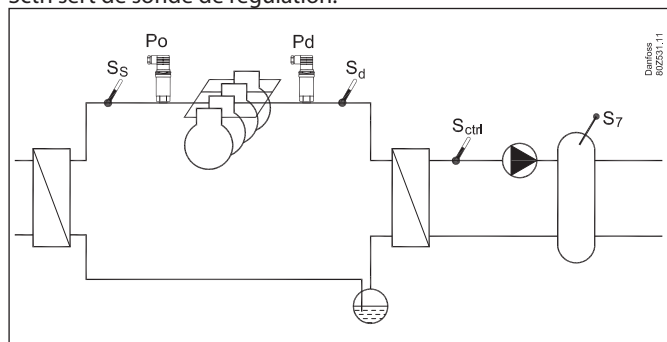 Sctrl sert de sonde de régulation.
Po
Pd
SS
Sd
Sctrl
S7
Danfoss
80Z531.11